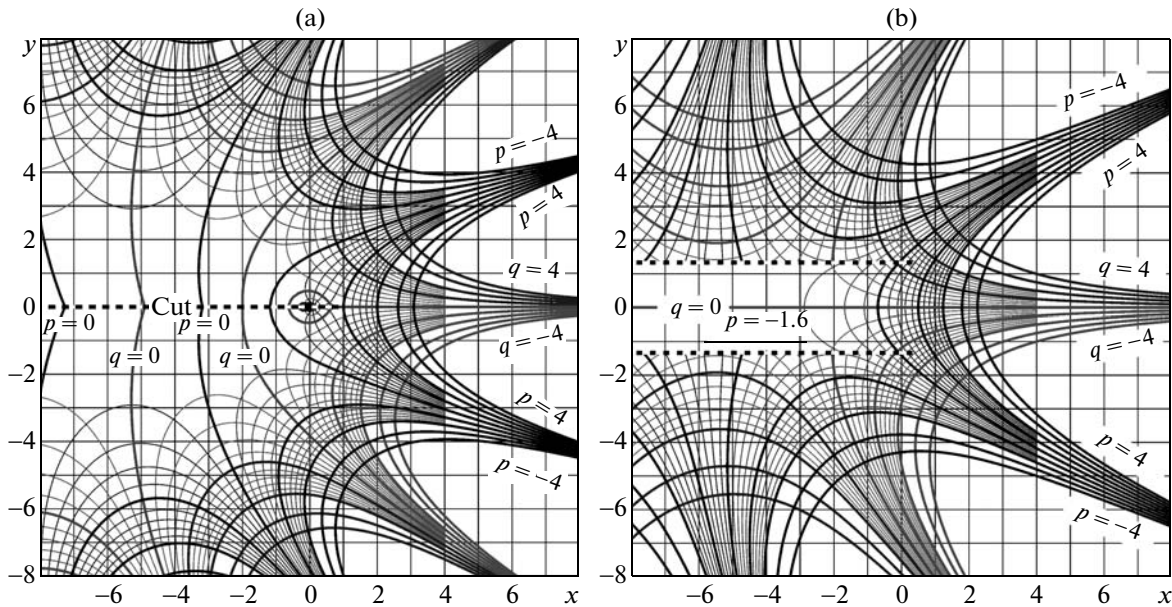 (a)
(b)
y
6
4
2
0
−2
−4
−6
−8
−6
−4
−2
0
2
4
6
x
p = −4
p = 4
q = 4
Cut
p = 0
p = 0
q = 0
q = 0
q = −4
p = 4
p = −4
y
6
4
2
0
−2
−4
−6
−8
−6
−4
−2
0
2
4
6
x
p = −4
p = 4
q = 4
q = 0
p = −1.6
q = −4
p = 4
p = −4